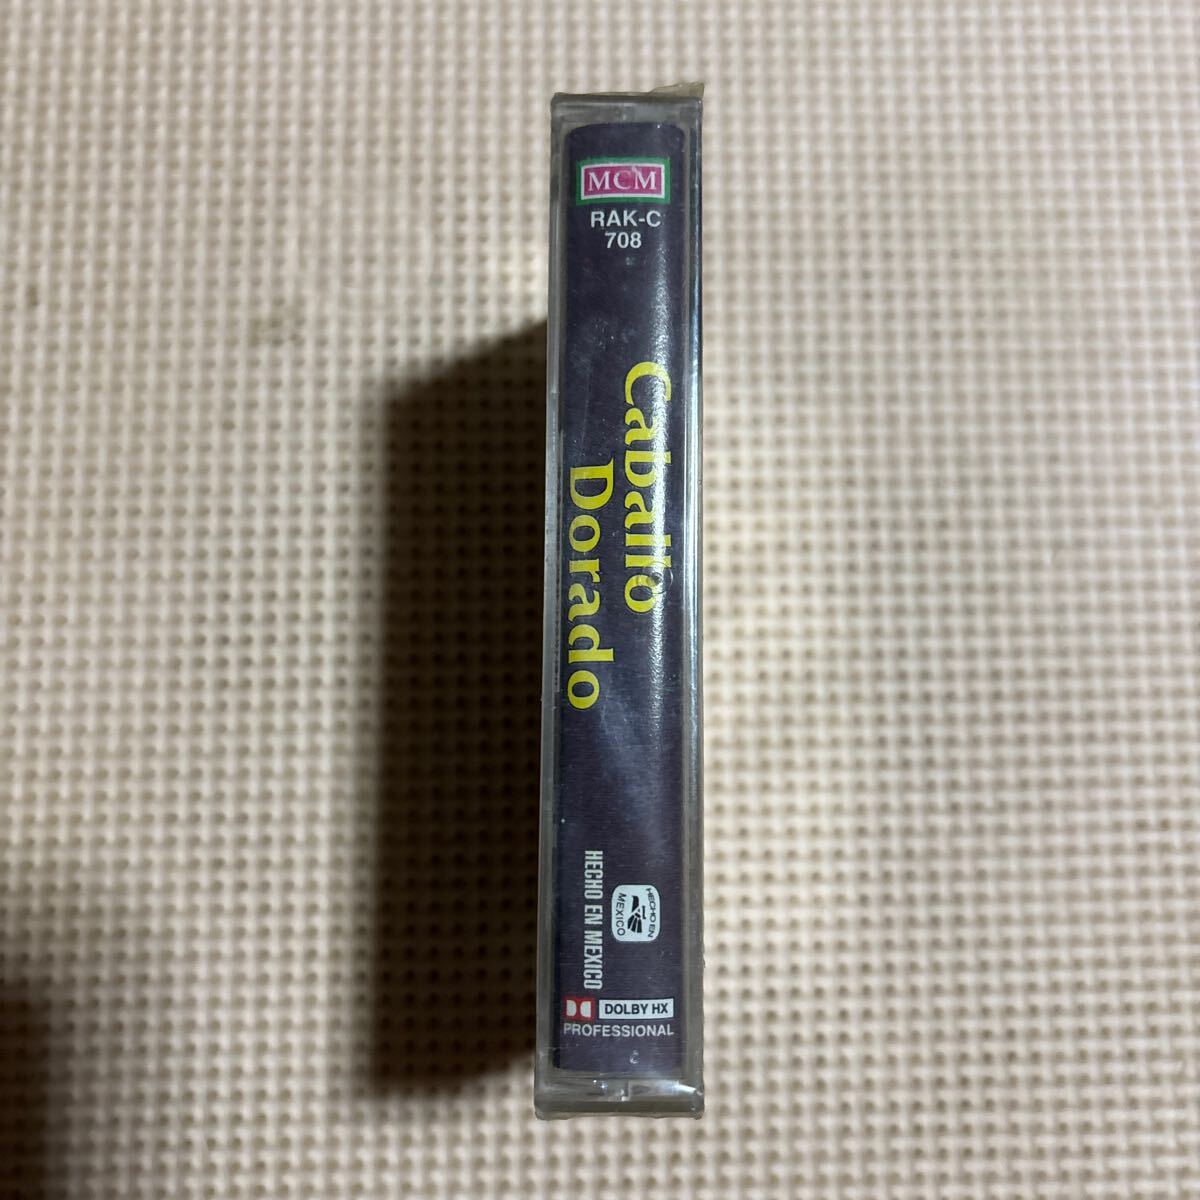 MCM
RAK-C
708
Caballo
Dorado
HECHO EN MEXICO
HECHO EN
MEXICO
DOLBY HX
PROFESSIONAL